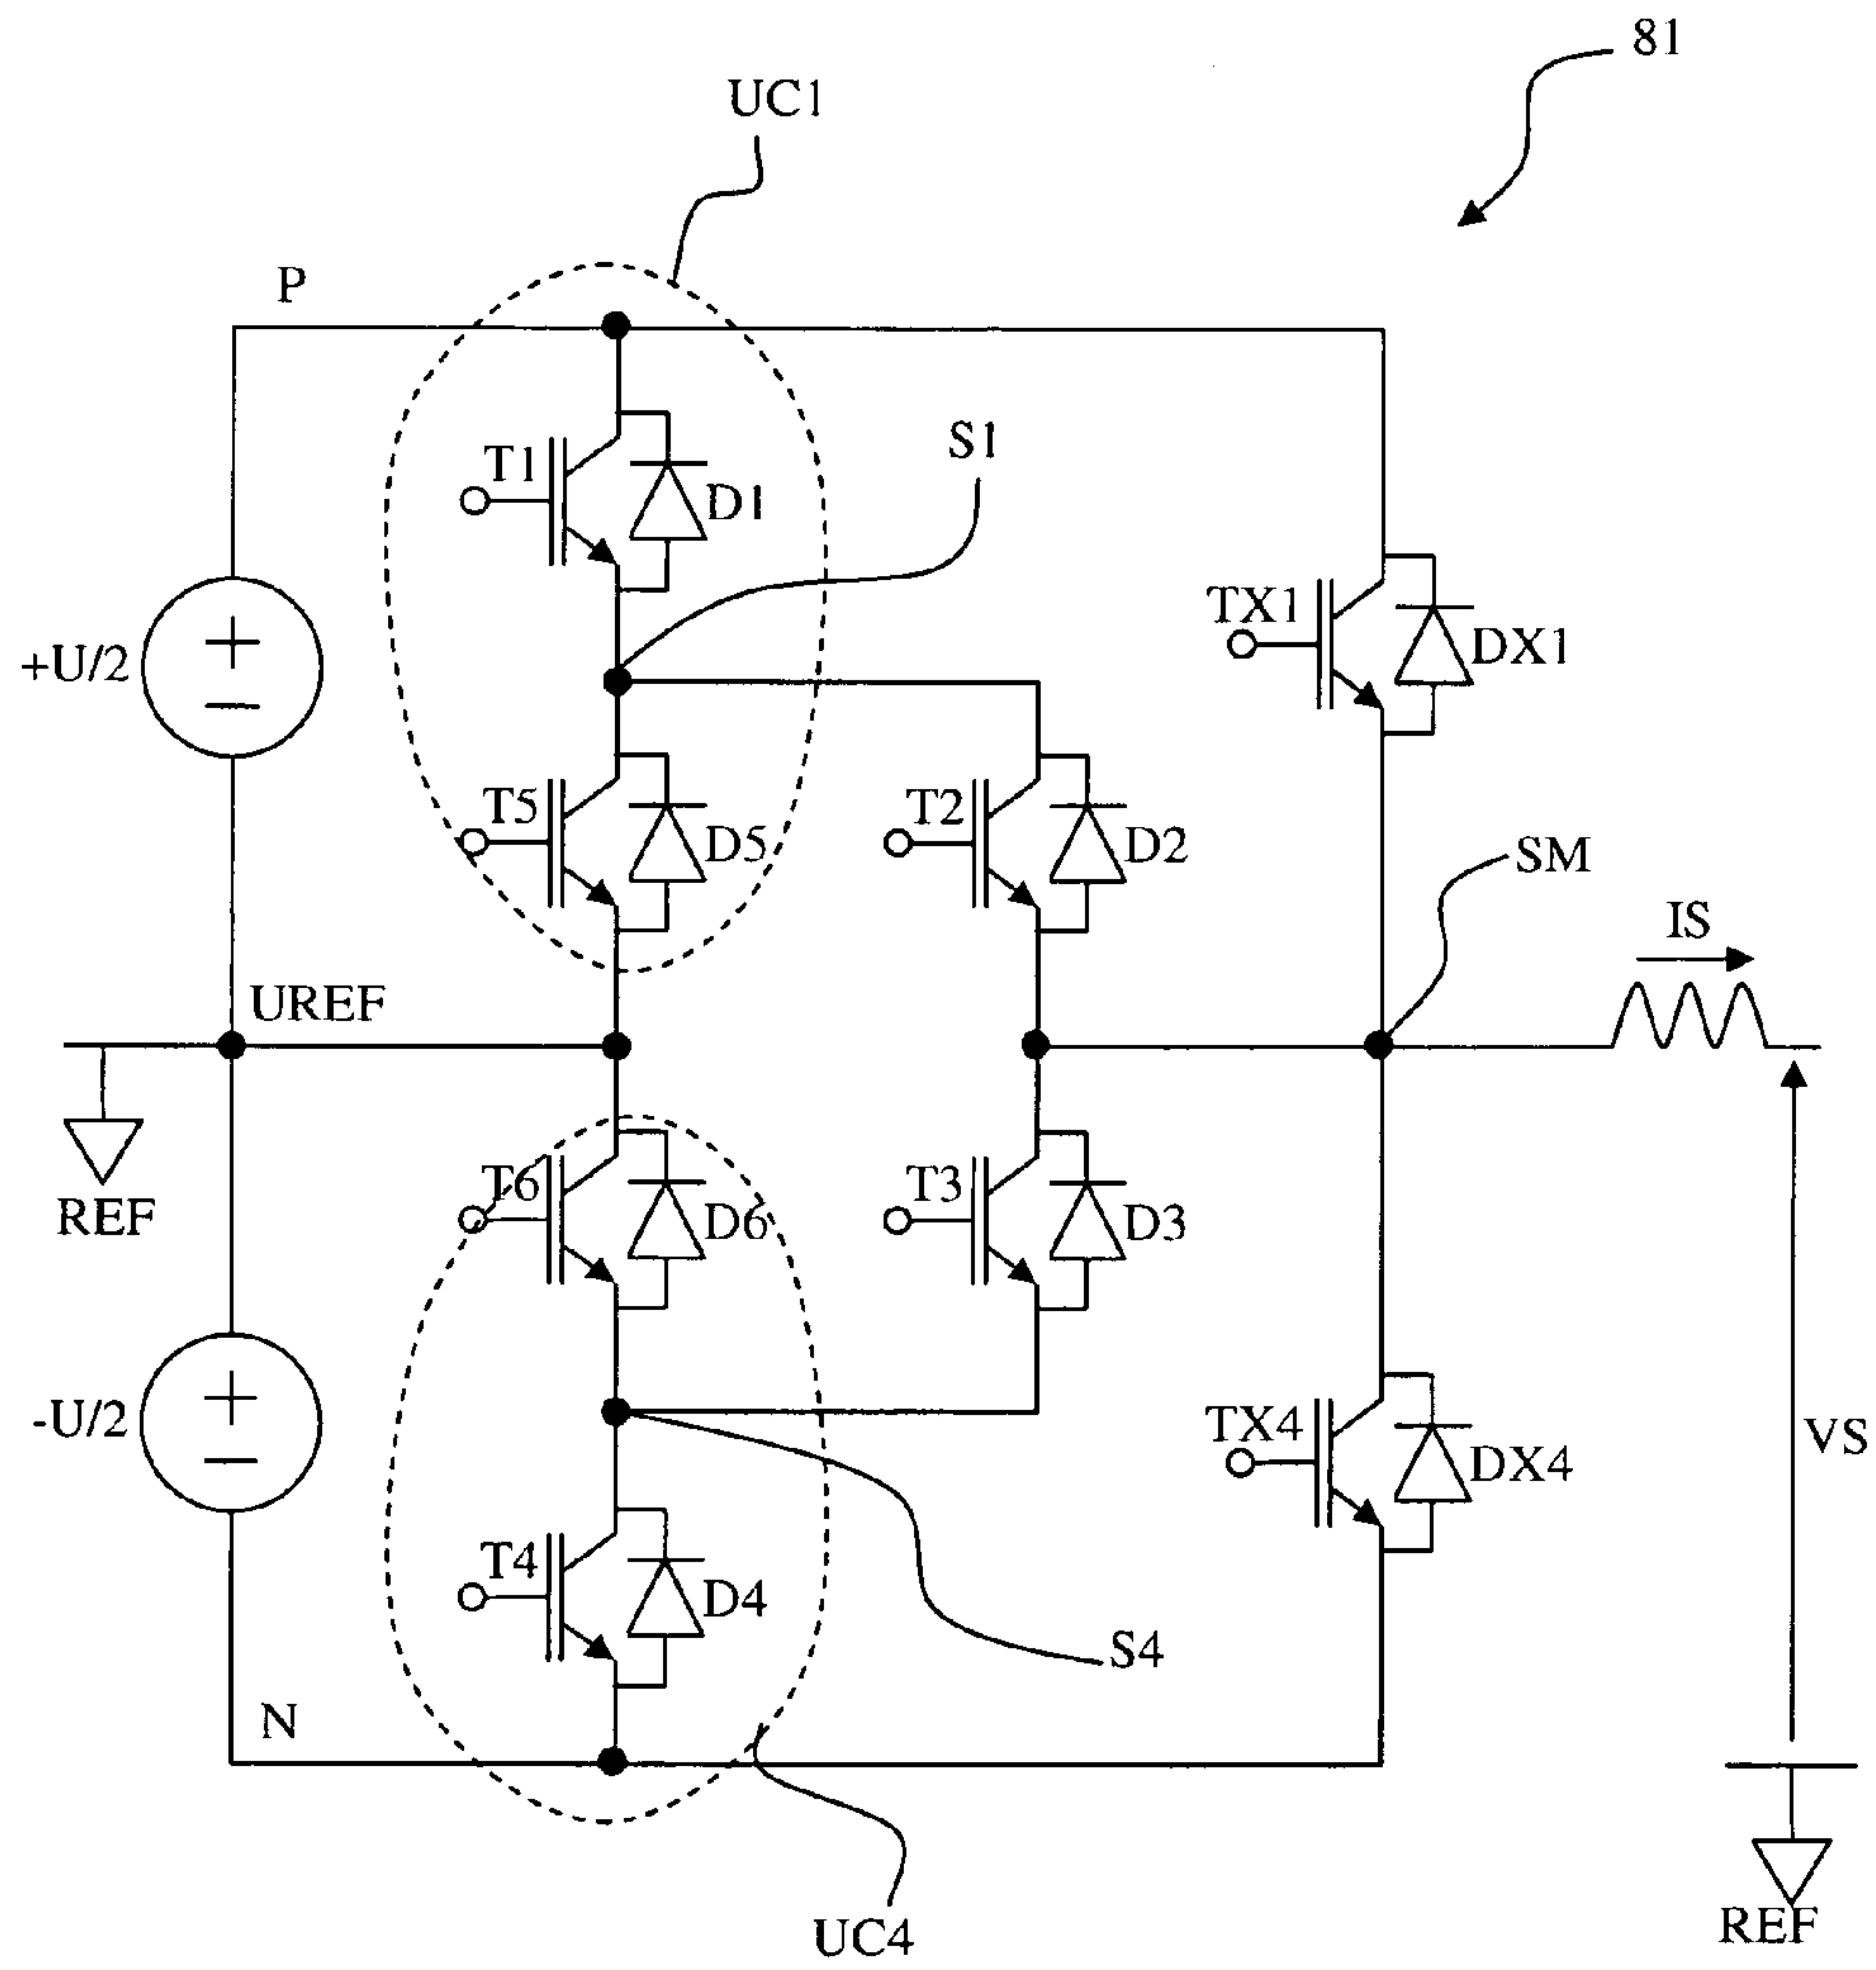 81
UC1
P
S1
T1
D1
TX1
DX1
+U/2
T5
D5
T2
D2
SM
IS
UREF
T6
D6
T3
D3
REF
TX4
DX4
-U/2
VS
T4
D4
S4
N
UC4
REF